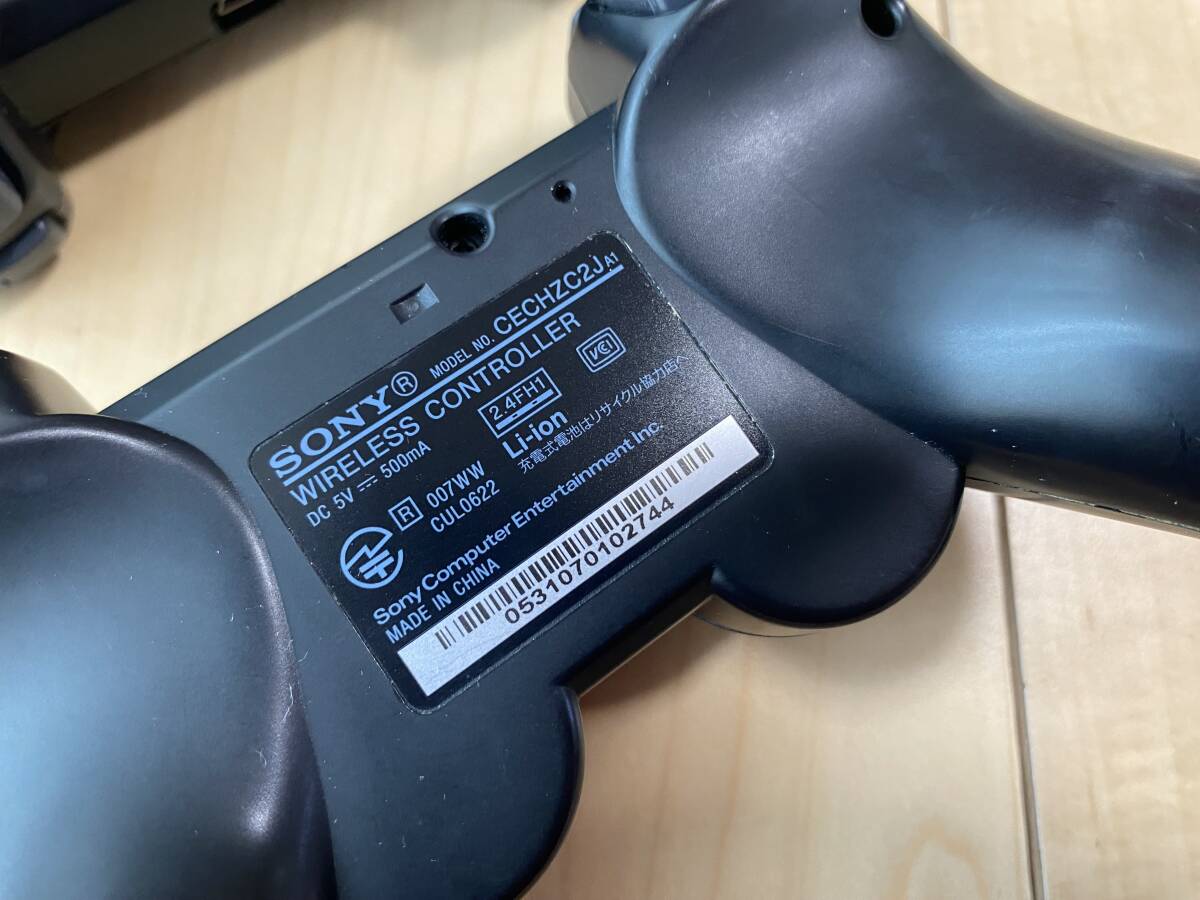 SONY® MODEL NO. CECHZC2J A1
WIRELESS CONTROLLER
DC 5V ⎓ 500mA
2.4FH1
VCI
Li-ion
充電式電池はリサイクル協力店へ
R 007WW
CUL0622
Sony Computer Entertainment Inc.
MADE IN CHINA
0531070102744